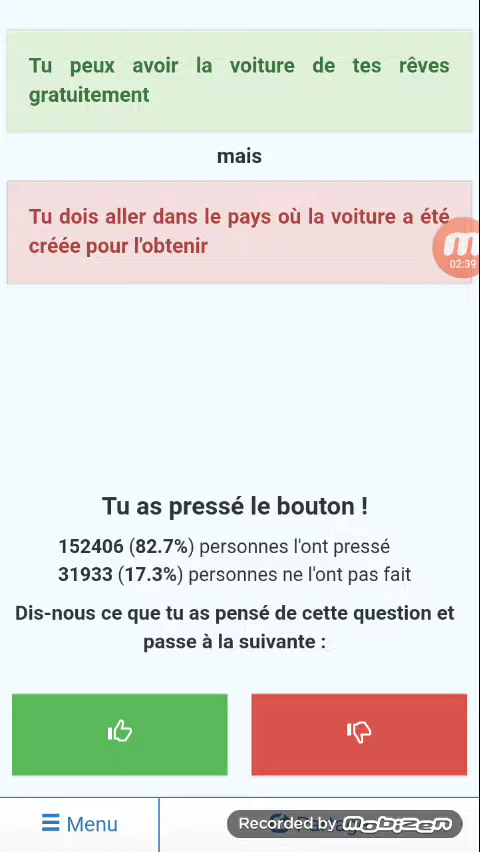 Tu peux avoir la voiture de tes rêves
gratuitement
mais
Tu dois aller dans le pays où la voiture a été
créée pour l'obtenir
02:39
Tu as pressé le bouton !
152406 (82.7%) personnes l'ont pressé
31933 (17.3%) personnes ne l'ont pas fait
Dis-nous ce que tu as pensé de cette question et
passe à la suivante :
Menu
Recorded by mobizen